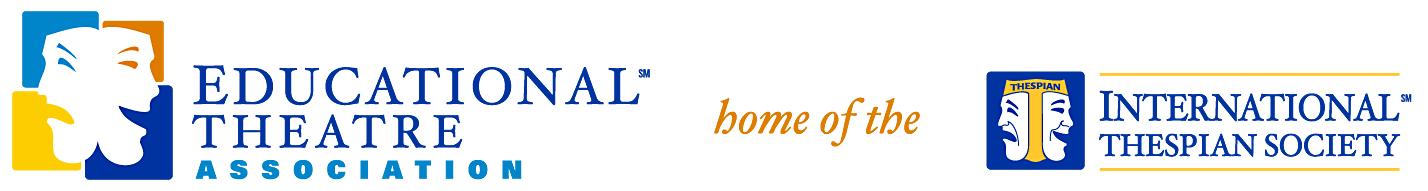 EDUCATIONAL℠
THEATRE
ASSOCIATION
home of the
THESPIAN
T
INTERNATIONAL℠
THESPIAN SOCIETY